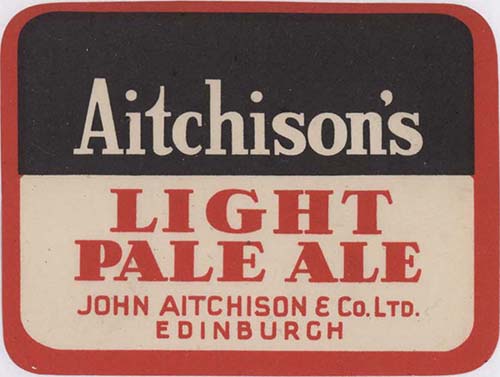 Aitchison's
LIGHT
PALE ALE
JOHN AITCHISON & Co. LTD.
EDINBURGH